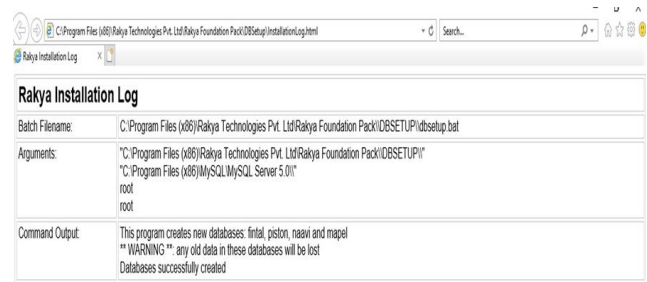 C:\Program Files (x86)\Rakya Technologies Pvt. Ltd\Rakya Foundation Pack\DBSetup\InstallationLog.html
Search...
Rakya Installation Log
Rakya Installation Log
Batch Filename: C:\Program Files (x86)\Rakya Technologies Pvt. Ltd\Rakya Foundation Pack\\DBSETUP\\dbsetup.bat
Arguments: "C:\Program Files (x86)\Rakya Technologies Pvt. Ltd\Rakya Foundation Pack\\DBSETUP\\"
"C:\Program Files (x86)\MySQL\MySQL Server 5.0\\"
root
root
Command Output: This program creates new databases: fintal, piston, naavi and mapel
** WARNING **: any old data in these databases will be lost
Databases successfully created